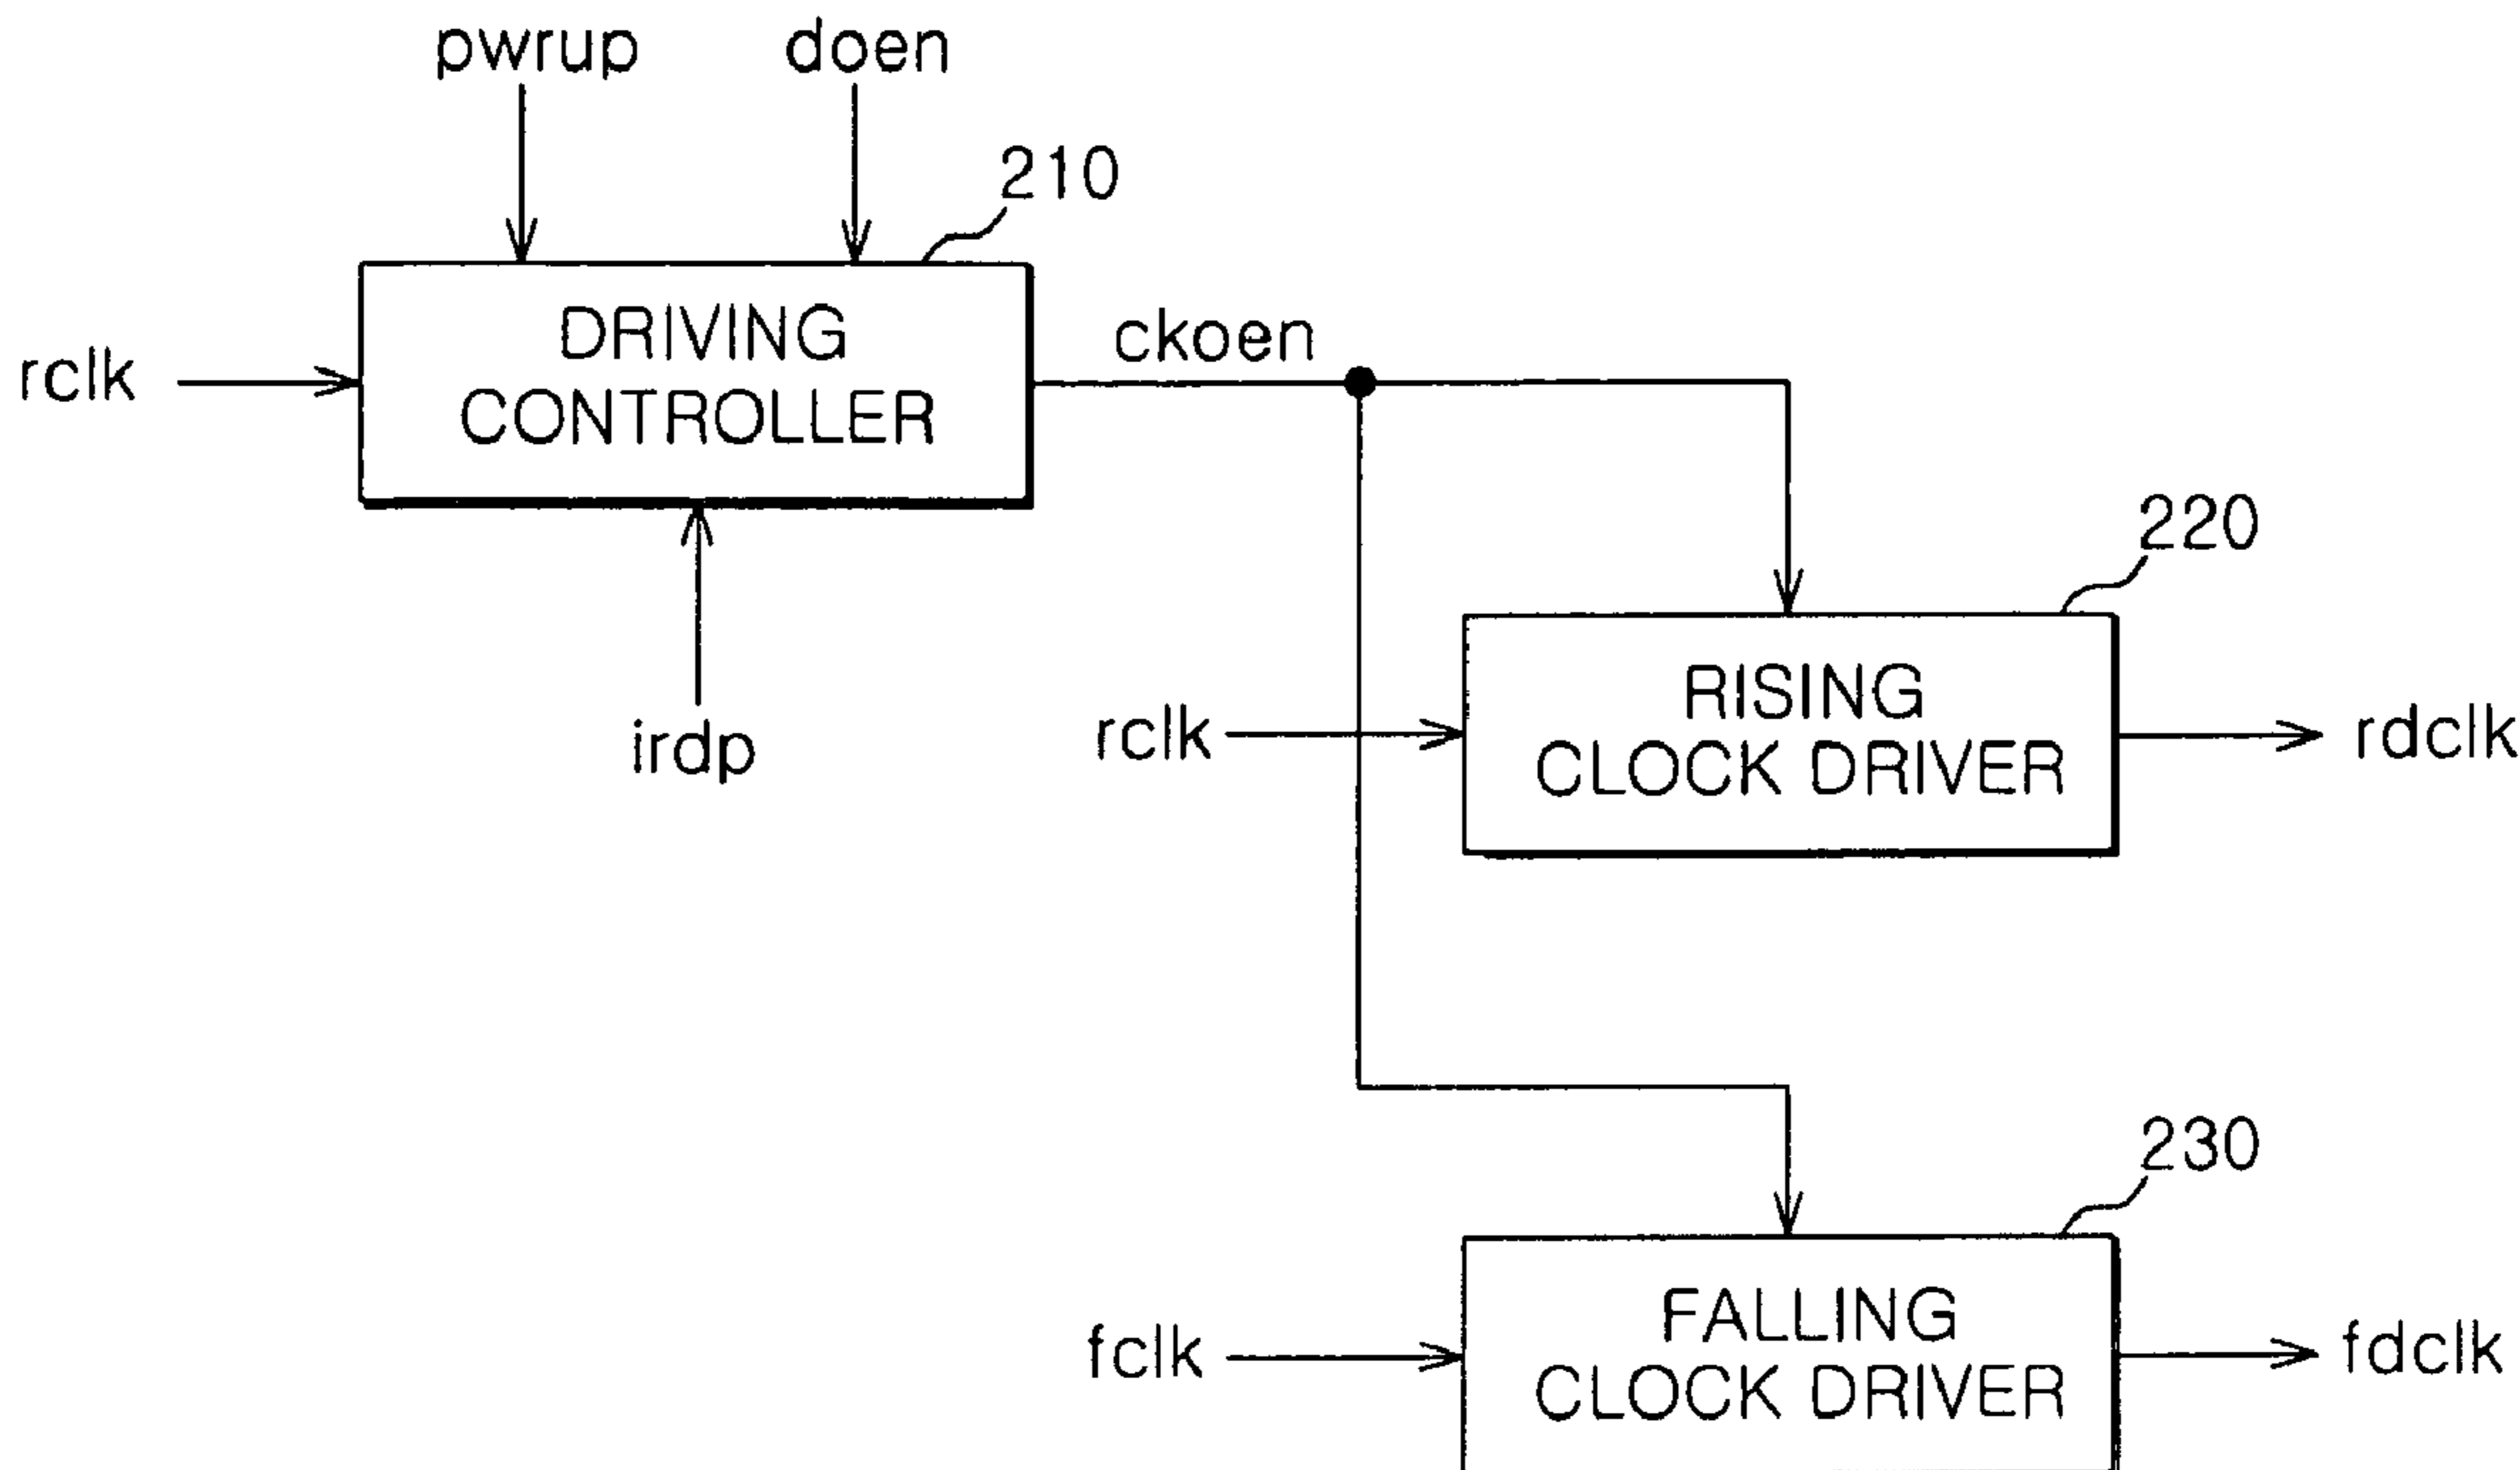 pwrup
doen
210
rclk
DRIVING
CONTROLLER
ckoen
irdp
220
rclk
RISING
CLOCK DRIVER
rdclk
230
fclk
FALLING
CLOCK DRIVER
fdclk